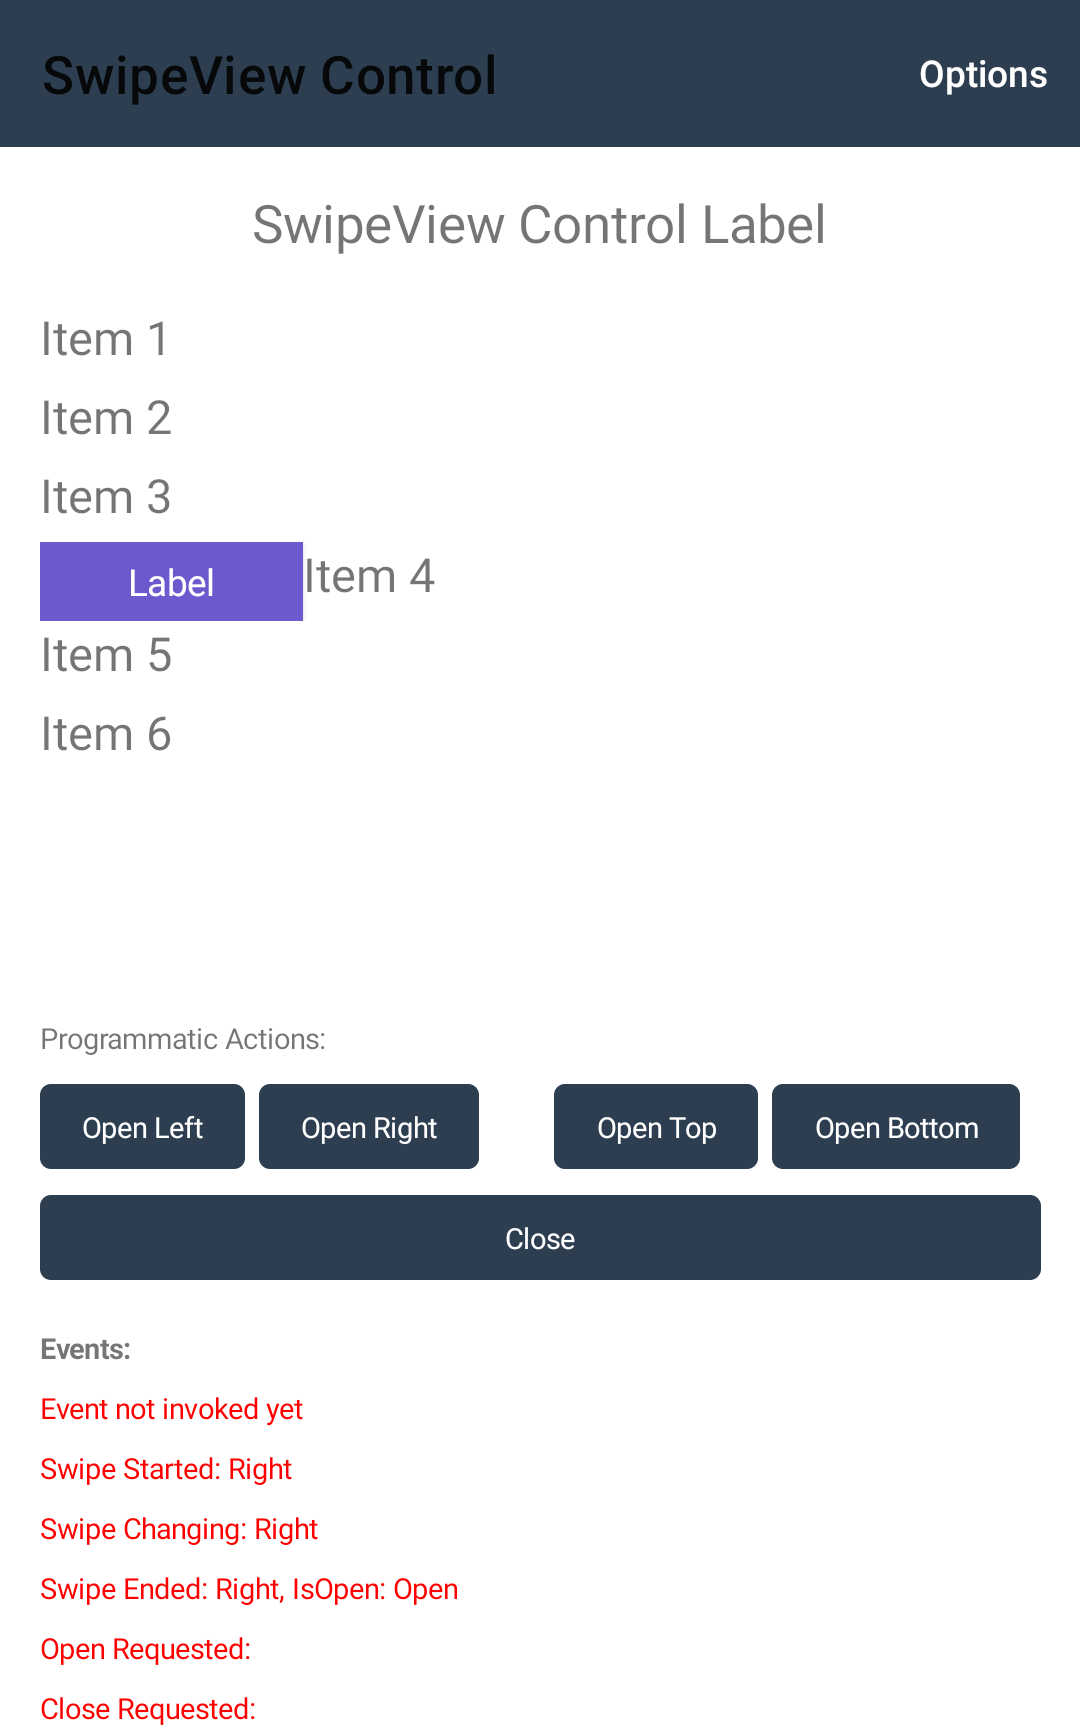 SwipeView Control
Options
SwipeView Control Label
Item 1
Item 2
Item 3
Label
Item 4
Item 5
Item 6
Programmatic Actions:
Open Left
Open Right
Open Top
Open Bottom
Close
Events:
Event not invoked yet
Swipe Started: Right
Swipe Changing: Right
Swipe Ended: Right, IsOpen: Open
Open Requested:
Close Requested: